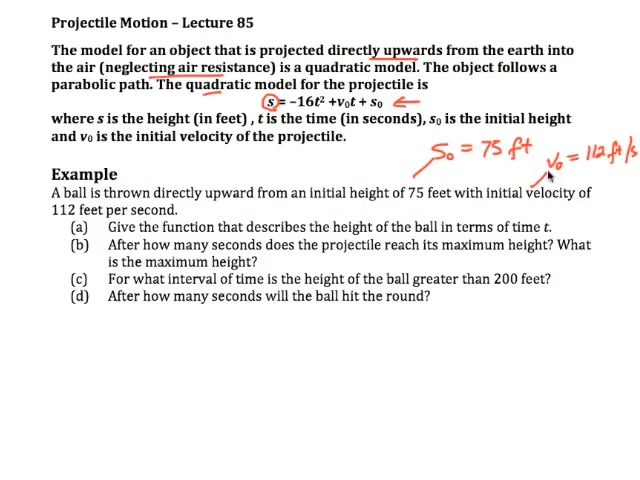 Projectile Motion – Lecture 85
The model for an object that is projected directly upwards from the earth into
the air (neglecting air resistance) is a quadratic model. The object follows a
parabolic path. The quadratic model for the projectile is
s = –16t² +v₀t + s₀
where s is the height (in feet) , t is the time (in seconds), s₀ is the initial height
and v₀ is the initial velocity of the projectile.
S₀ = 75 ft
v₀ = 112 ft/s
Example
A ball is thrown directly upward from an initial height of 75 feet with initial velocity of
112 feet per second.
(a) Give the function that describes the height of the ball in terms of time t.
(b) After how many seconds does the projectile reach its maximum height? What
is the maximum height?
(c) For what interval of time is the height of the ball greater than 200 feet?
(d) After how many seconds will the ball hit the round?